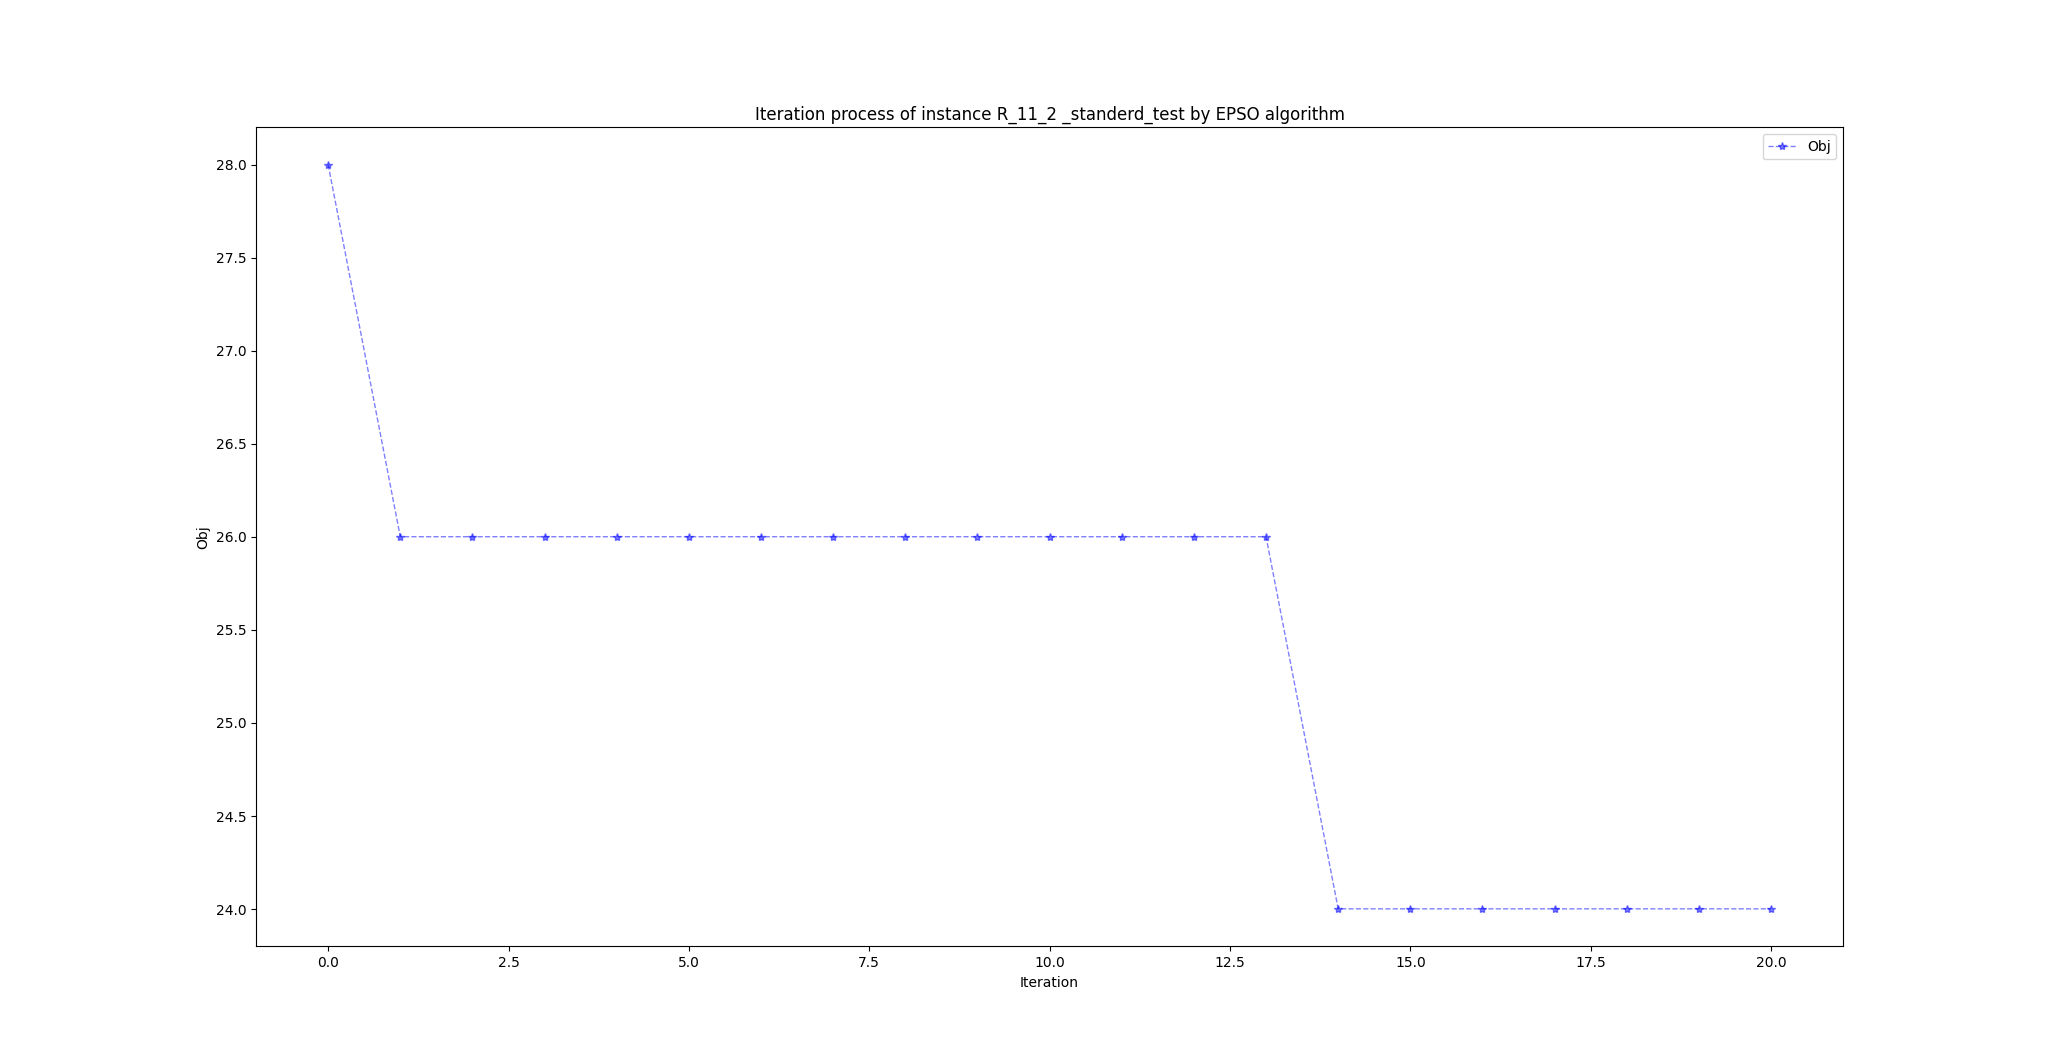 Iteration process of instance R_11_2 _standerd_test by EPSO algorithm
Obj
28.0
27.5
27.0
26.5
26.0
25.5
25.0
24.5
24.0
Obj
0.0 2.5 5.0 7.5 10.0 12.5 15.0 17.5 20.0
Iteration